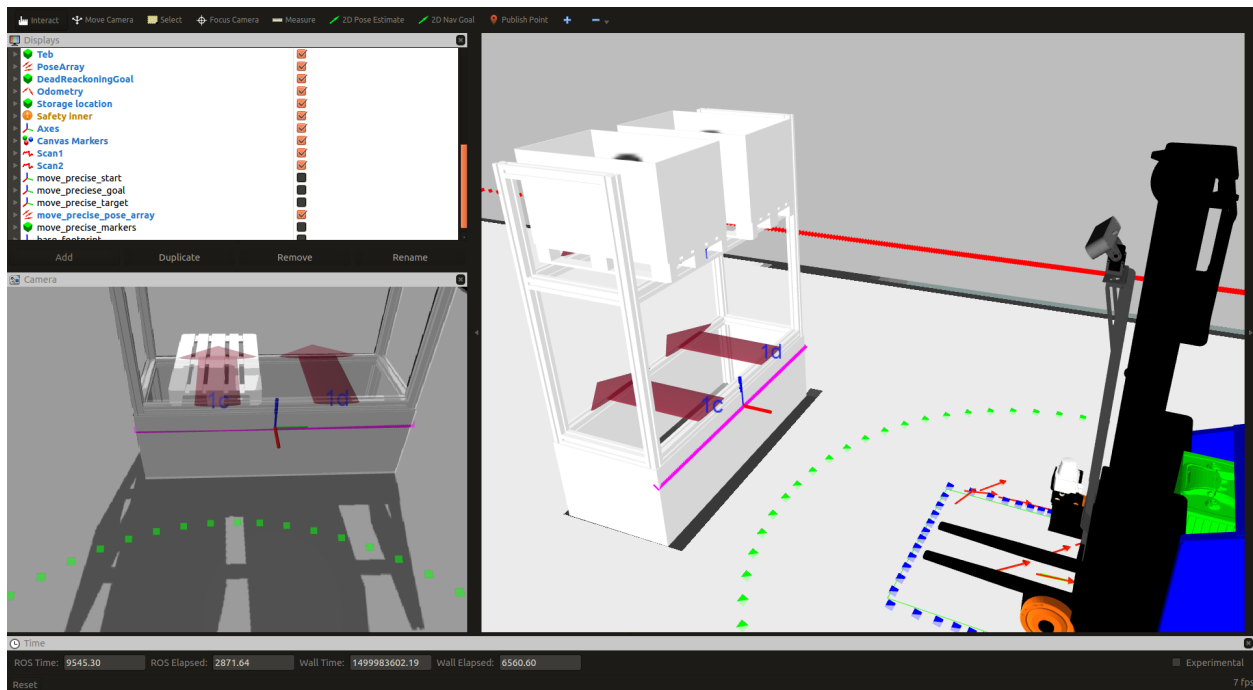 Interact Move Camera Select Focus Camera Measure 2D Pose Estimate 2D Nav Goal Publish Point
Displays
Teb
PoseArray
DeadReackoningGoal
Odometry
Storage location
Safety inner
Axes
Canvas Markers
Scan1
Scan2
move_precise_start
move_preciese_goal
move_precise_target
move_precise_pose_array
move_precise_markers
base_footprint
Add Duplicate Remove Rename
Camera
1c 1d
1d
1c
Time
ROS Time: 9545.30 ROS Elapsed: 2871.64 Wall Time: 1499983602.19 Wall Elapsed: 6560.60 Experimental
Reset 7 fps